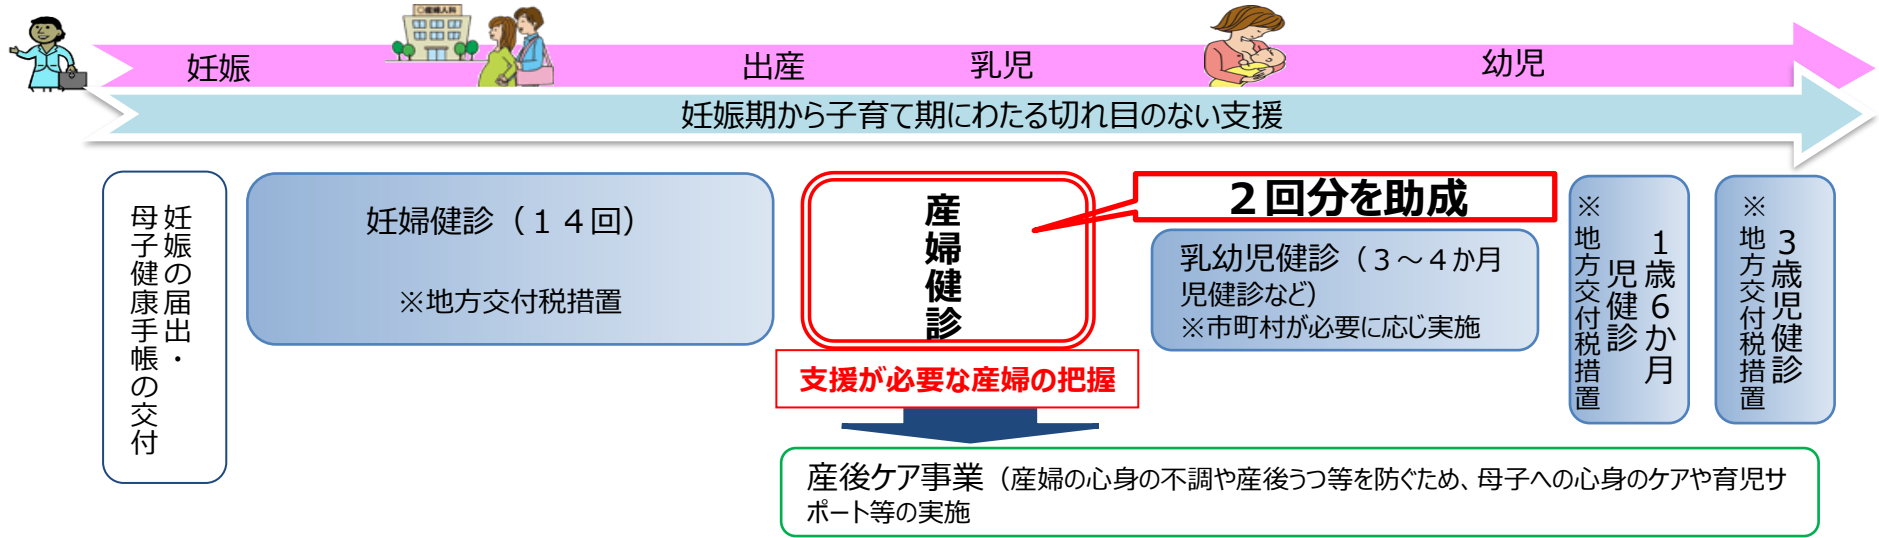 ○産婦人科
妊娠
出産
乳児
幼児
妊娠期から子育て期にわたる切れ目のない支援
妊娠の届出・
母子健康手帳の交付
妊婦健診（１４回）
※地方交付税措置
産婦健診
２回分を助成
乳幼児健診（３～４か月
児健診など）
※市町村が必要に応じ実施
１歳６か月
児健診
※地方交付税措置
３歳児健診
※地方交付税措置
支援が必要な産婦の把握
産後ケア事業（産婦の心身の不調や産後うつ等を防ぐため、母子への心身のケアや育児サ
ポート等の実施